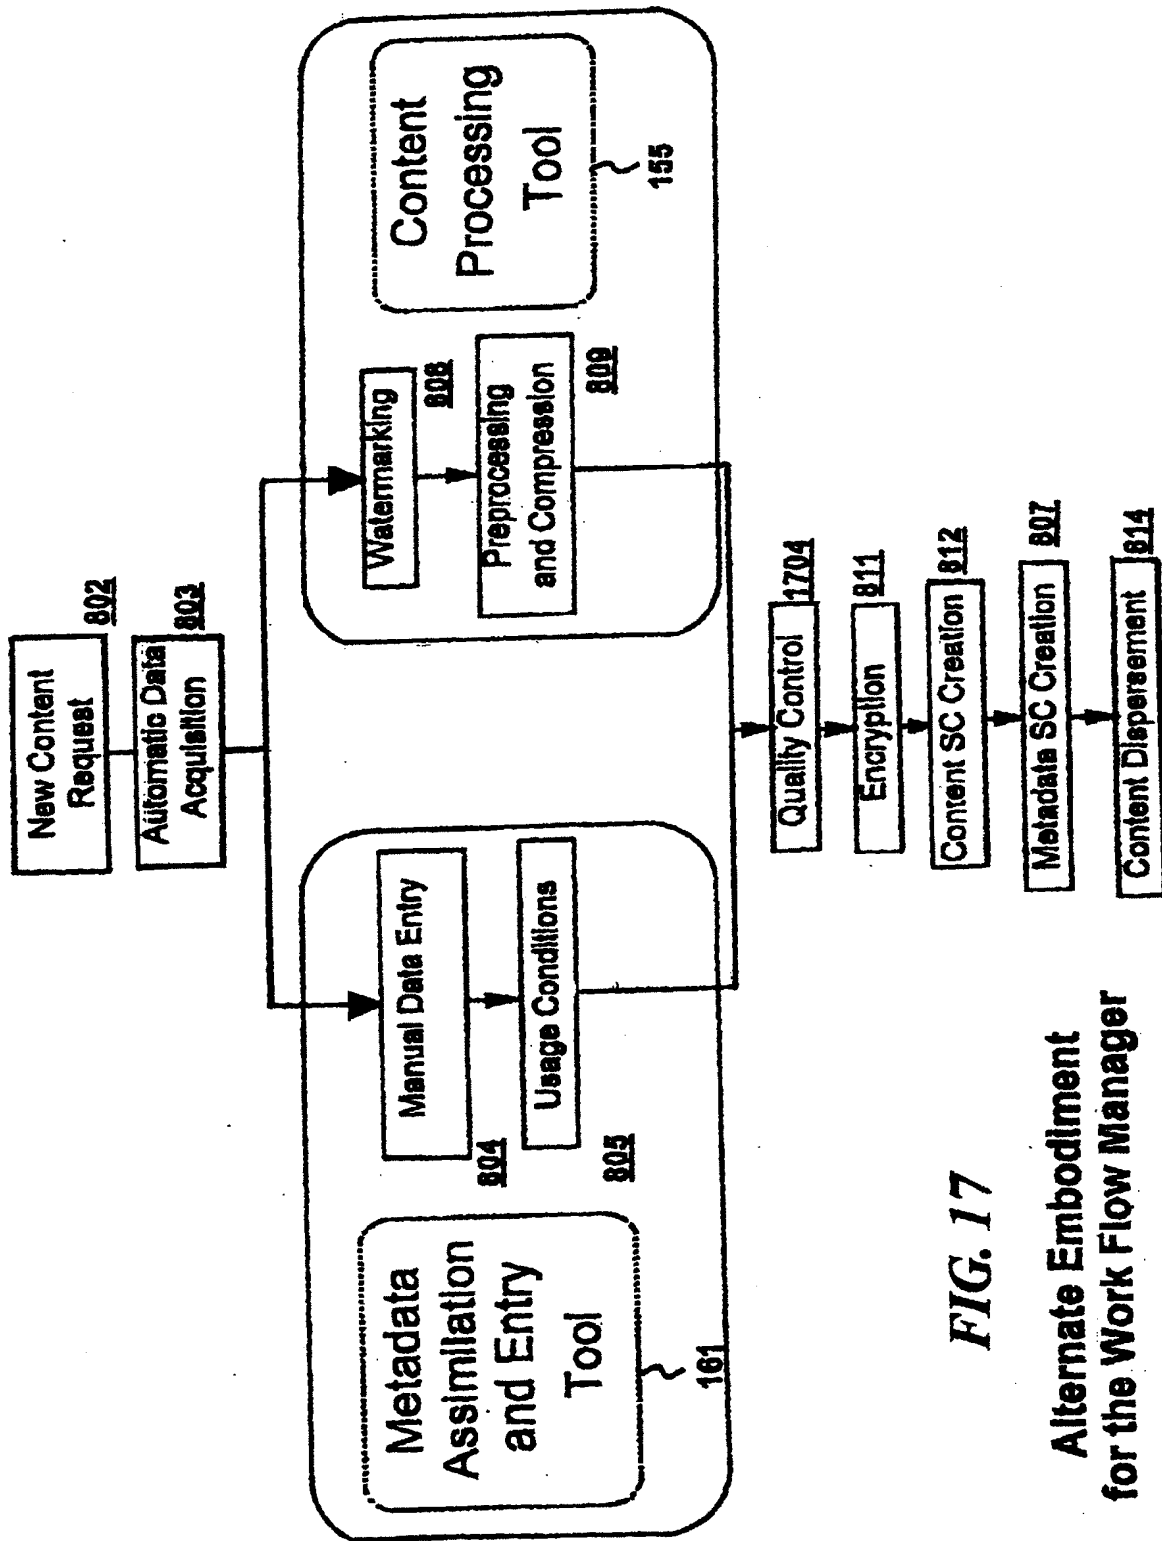 New Content
Request
802
Automatic Data
Acquisition
803
Metadata
Assimilation
and Entry
Tool
161
Manual Data Entry
804
Usage Conditions
805
Watermarking
808
Preprocessing
and Compression
809
Content
Processing
Tool
155
Quality Control
1704
Encryption
811
Content SC Creation
812
Metadata SC Creation
807
Content Dispersement
814
FIG. 17
Alternate Embodiment
for the Work Flow Manager